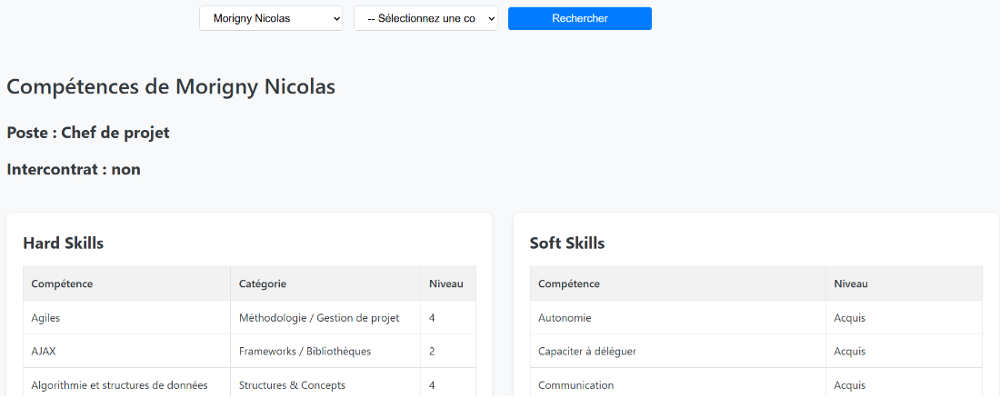 Morigny Nicolas -- Sélectionnez une co Rechercher
Compétences de Morigny Nicolas
Poste : Chef de projet
Intercontrat : non
Hard Skills
Compétence Catégorie Niveau
Agiles Méthodologie / Gestion de projet 4
AJAX Frameworks / Bibliothèques 2
Algorithmie et structures de données Structures & Concepts 4
Soft Skills
Compétence Niveau
Autonomie Acquis
Capaciter à déléguer Acquis
Communication Acquis